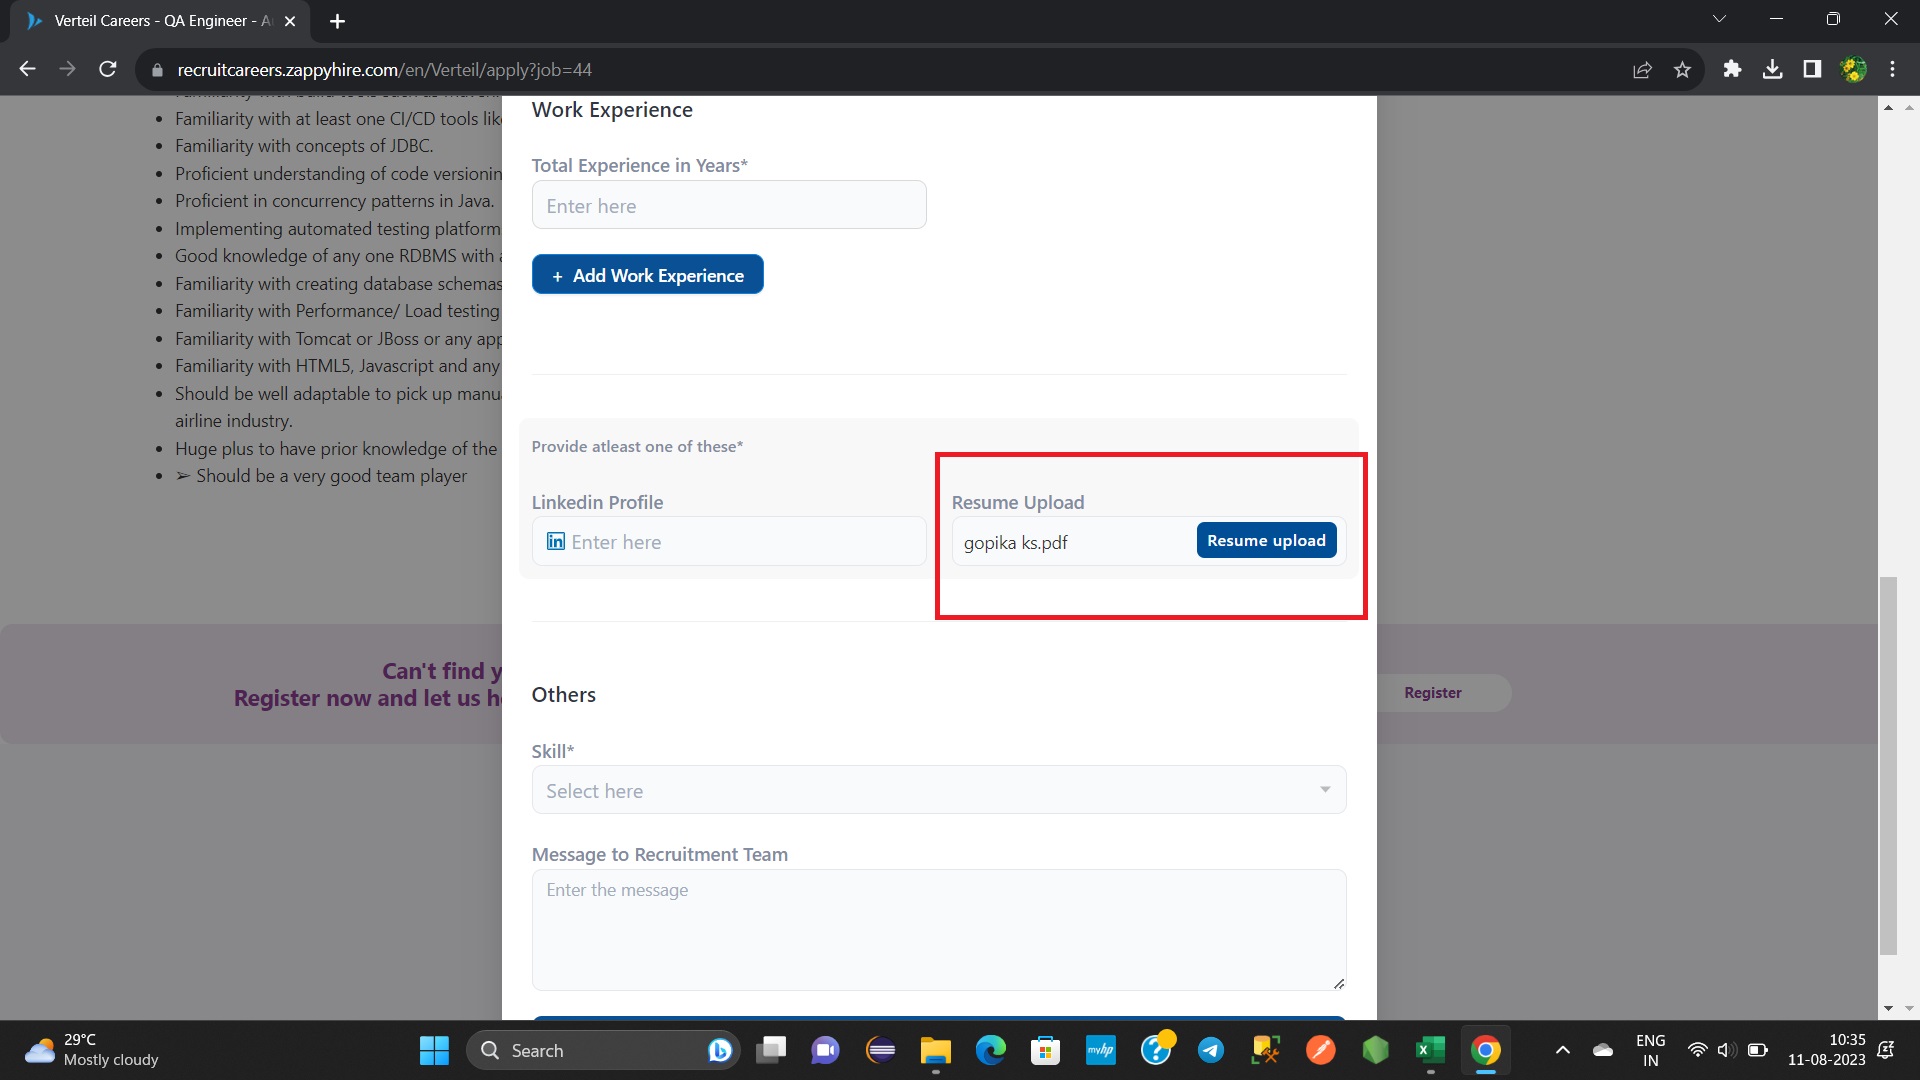 Verteil Careers - QA Engineer - A
recruitcareers.zappyhire.com/en/Verteil/apply?job=44
Familiarity with at least one CI/CD tools lik
Familiarity with concepts of JDBC.
Proficient understanding of code versionin
Proficient in concurrency patterns in Java.
Implementing automated testing platform
Good knowledge of any one RDBMS with a
Familiarity with creating database schemas
Familiarity with Performance/ Load testing
Familiarity with Tomcat or JBoss or any app
Familiarity with HTML5, Javascript and any
Should be well adaptable to pick up manu
airline industry.
Huge plus to have prior knowledge of the
➢ Should be a very good team player
Can't find y
Register now and let us h
Work Experience
Total Experience in Years*
Enter here
+ Add Work Experience
Provide atleast one of these*
Linkedin Profile
in Enter here
Resume Upload
gopika ks.pdf
Resume upload
Others
Skill*
Select here
Message to Recruitment Team
Enter the message
Register
29°C
Mostly cloudy
Search
myhp
ENG
IN
10:35
11-08-2023